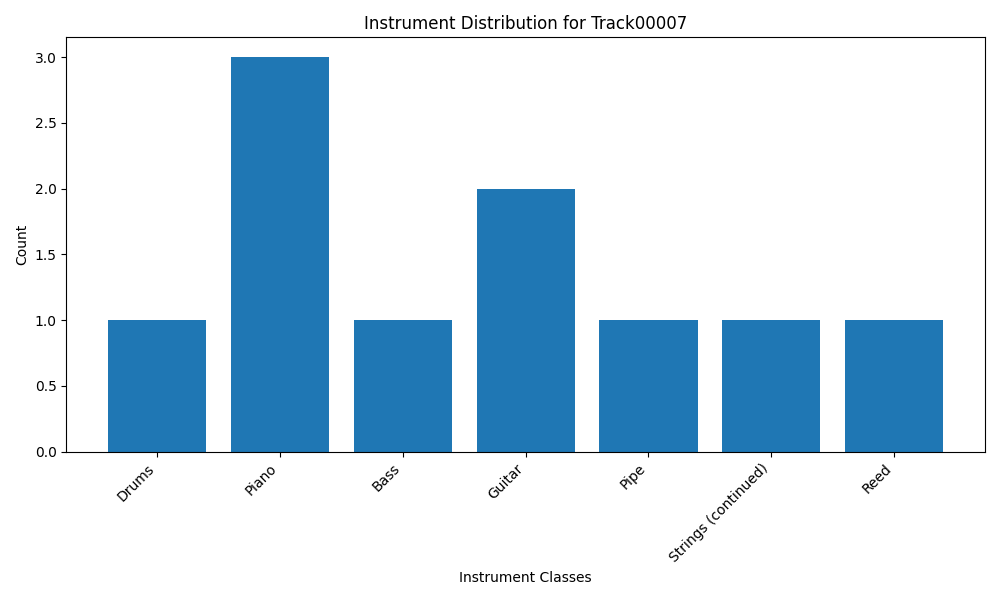 Instrument Distribution for Track00007
Count
3.0
2.5
2.0
1.5
1.0
0.5
0.0
Drums
Piano
Bass
Guitar
Pipe
Strings (continued)
Reed
Instrument Classes